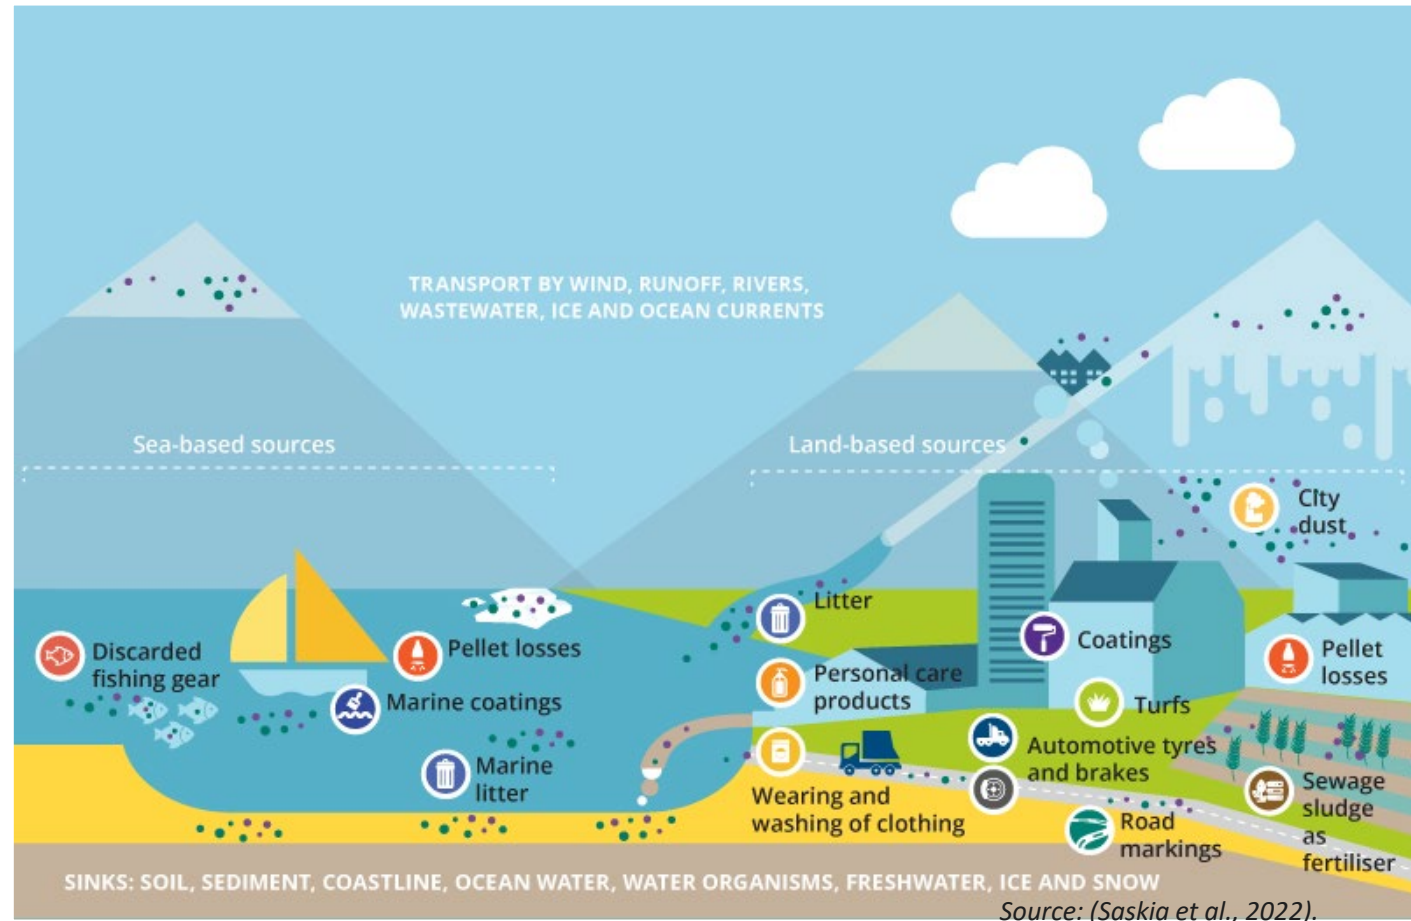 TRANSPORT BY WIND, RUNOFF, RIVERS,
WASTEWATER, ICE AND OCEAN CURRENTS
Sea-based sources
Land-based sources
City
dust
Litter
Discarded
fishing gear
Pellet losses
Coatings
Pellet
losses
Personal care
products
Marine coatings
Turfs
Automotive tyres
and brakes
Marine
litter
Wearing and
washing of clothing
Road
markings
Sewage
sludge
as
fertiliser
SINKS: SOIL, SEDIMENT, COASTLINE, OCEAN WATER, WATER ORGANISMS, FRESHWATER, ICE AND SNOW
Source: (Saskia et al., 2022).